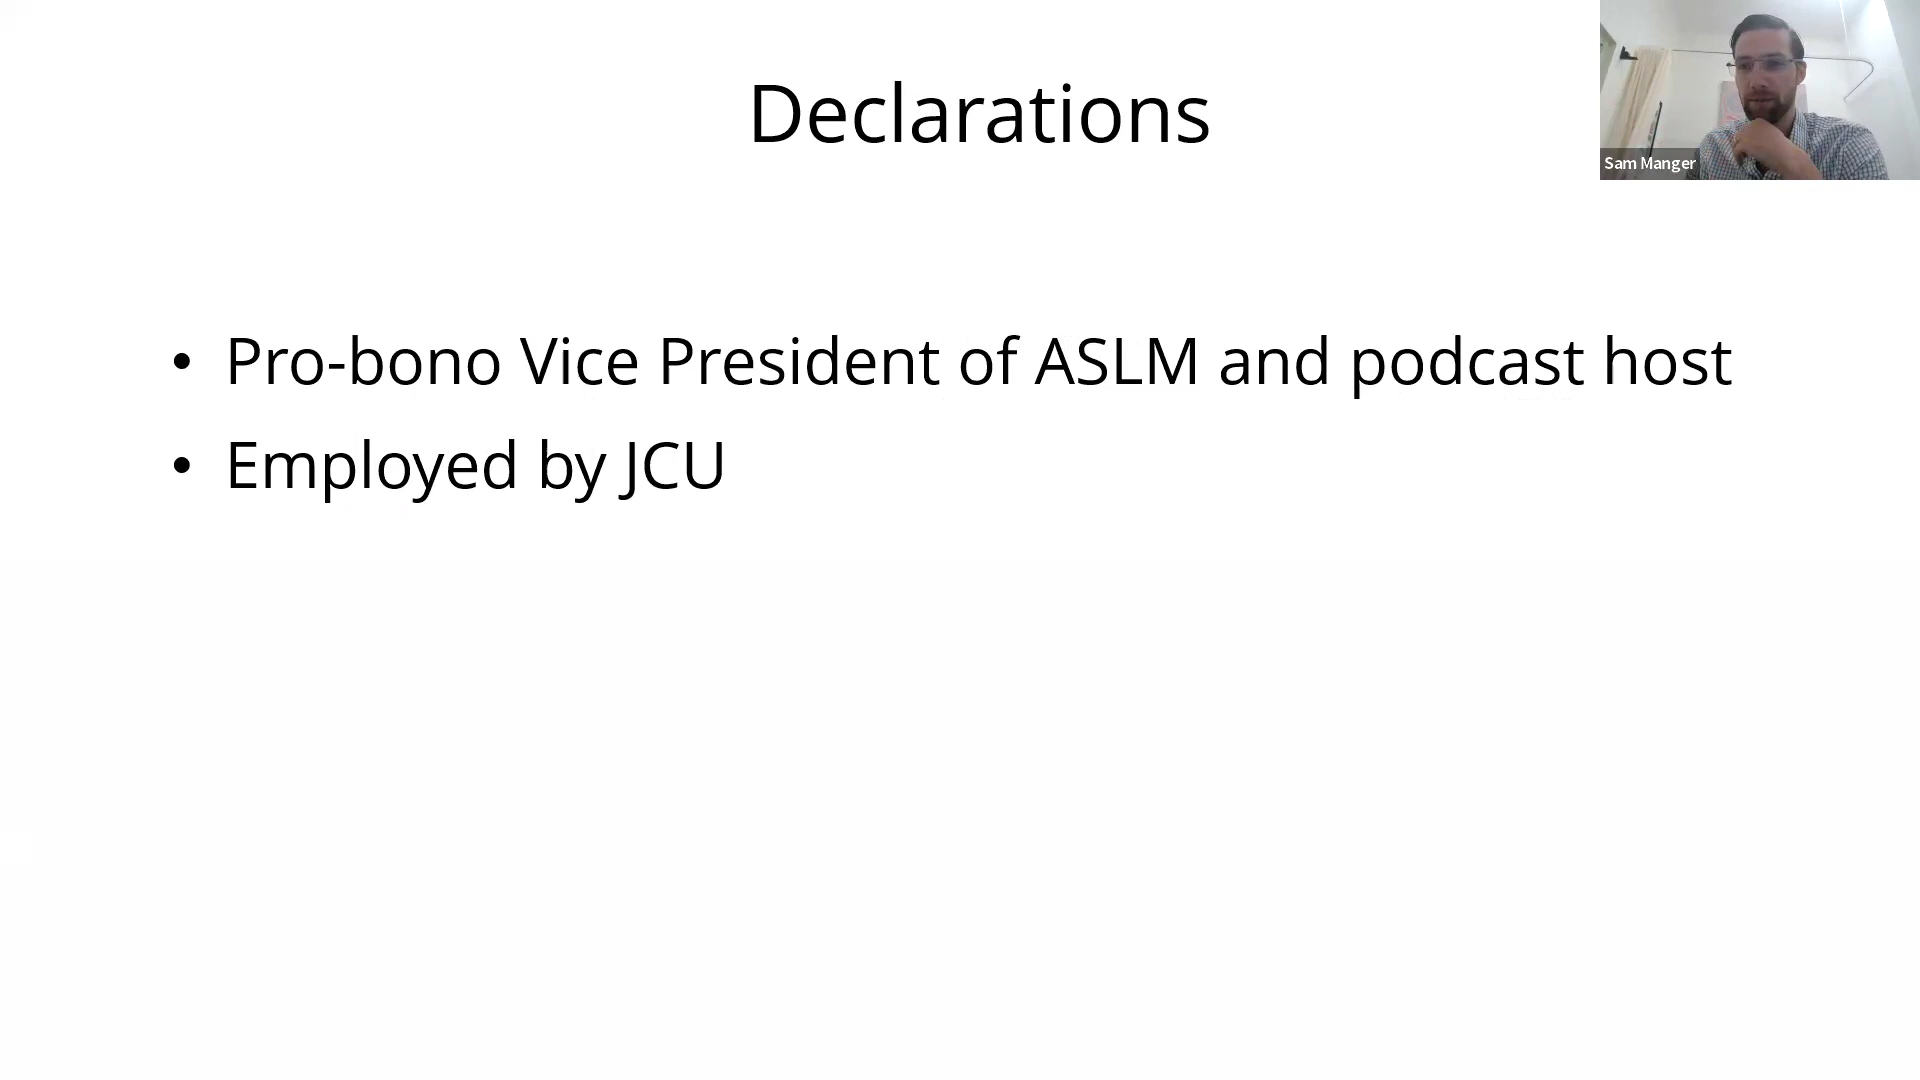 Declarations
Sam Manger
• Pro-bono Vice President of ASLM and podcast host
• Employed by JCU